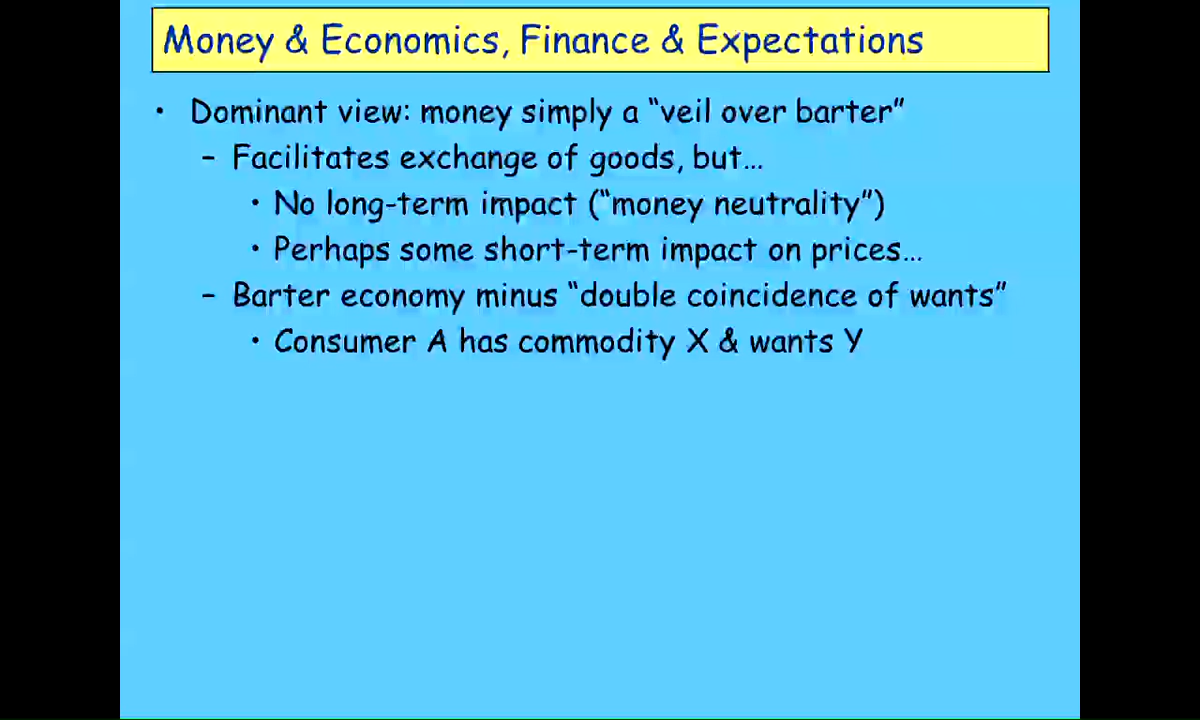 Money & Economics, Finance & Expectations
• Dominant view: money simply a “veil over barter”
– Facilitates exchange of goods, but…
• No long-term impact (“money neutrality”)
• Perhaps some short-term impact on prices…
– Barter economy minus “double coincidence of wants”
• Consumer A has commodity X & wants Y